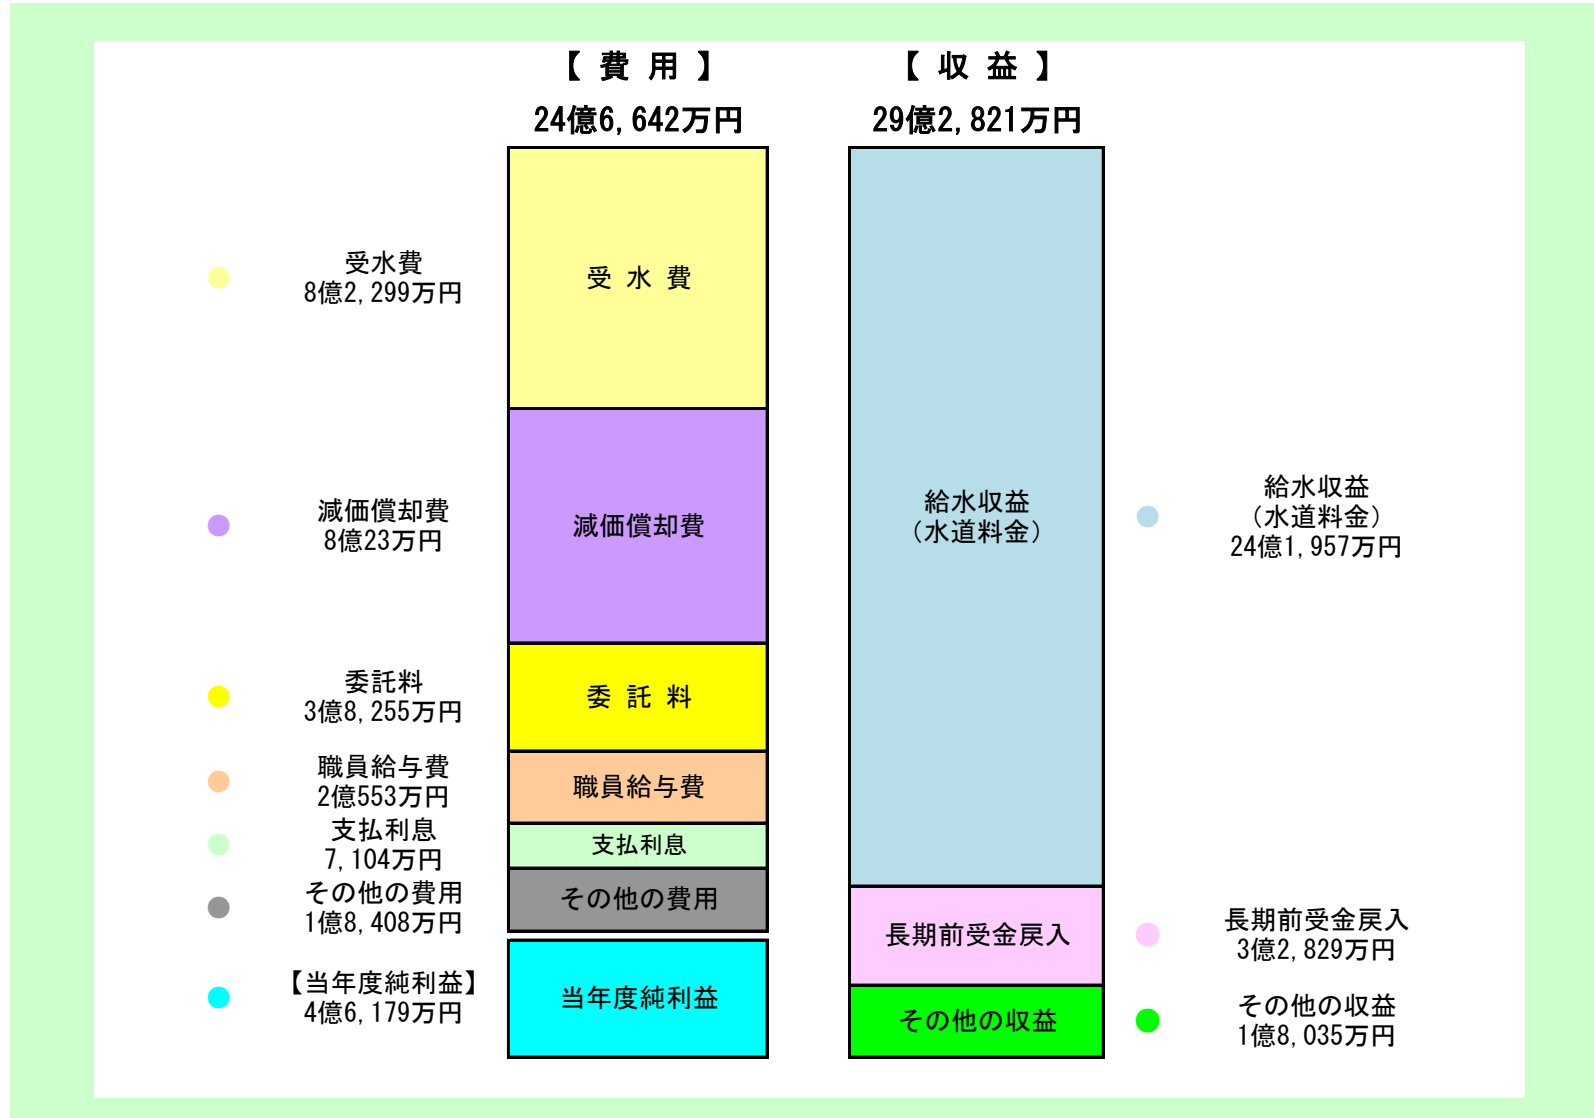 【 費 用 】
24億6,642万円
受水費
8億2,299万円
減価償却費
8億23万円
委託料
3億8,255万円
職員給与費
2億553万円
支払利息
7,104万円
その他の費用
1億8,408万円
【当年度純利益】
4億6,179万円
受 水 費
減価償却費
委 託 料
職員給与費
支払利息
その他の費用
当年度純利益
【 収 益 】
29億2,821万円
給水収益
（水道料金）
長期前受金戻入
その他の収益
給水収益
（水道料金）
24億1,957万円
長期前受金戻入
3億2,829万円
その他の収益
1億8,035万円